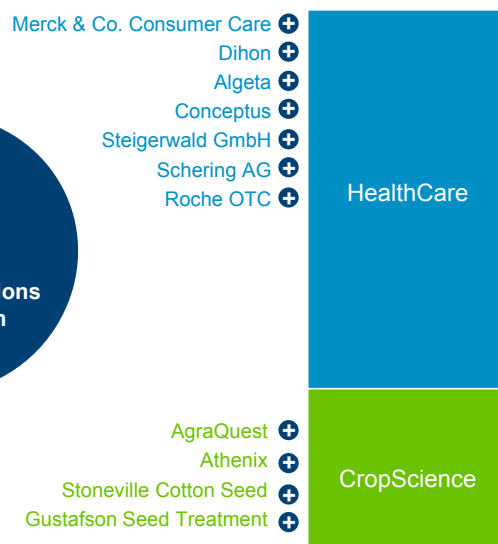 Merck & Co. Consumer Care
Dihon
Algeta
Conceptus
Steigerwald GmbH
Schering AG
Roche OTC
HealthCare
AgraQuest
Athenix
Stoneville Cotton Seed
Gustafson Seed Treatment
CropScience